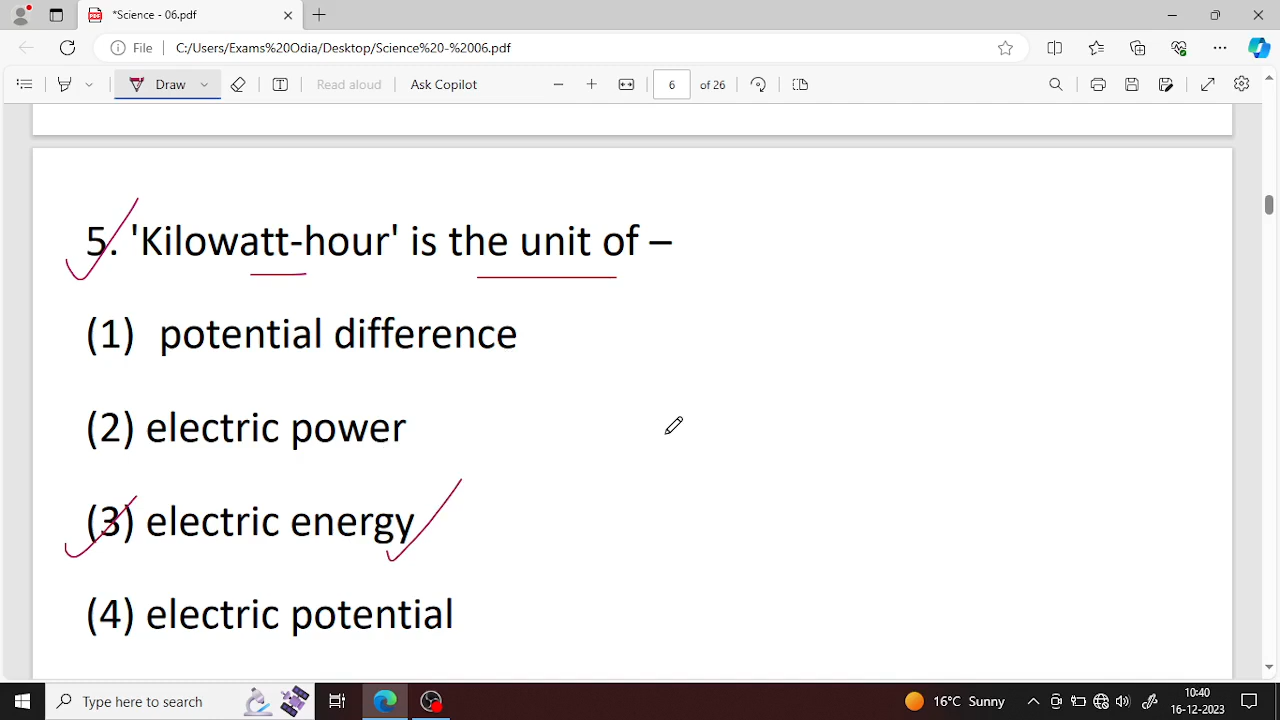 *Science - 06.pdf
File C:/Users/Exams%20Odia/Desktop/Science%20-%2006.pdf
Draw Read aloud Ask Copilot 6 of 26
5. 'Kilowatt-hour' is the unit of –
(1) potential difference
(2) electric power
(3) electric energy
(4) electric potential
Type here to search 16°C Sunny 10:40
16-12-2023